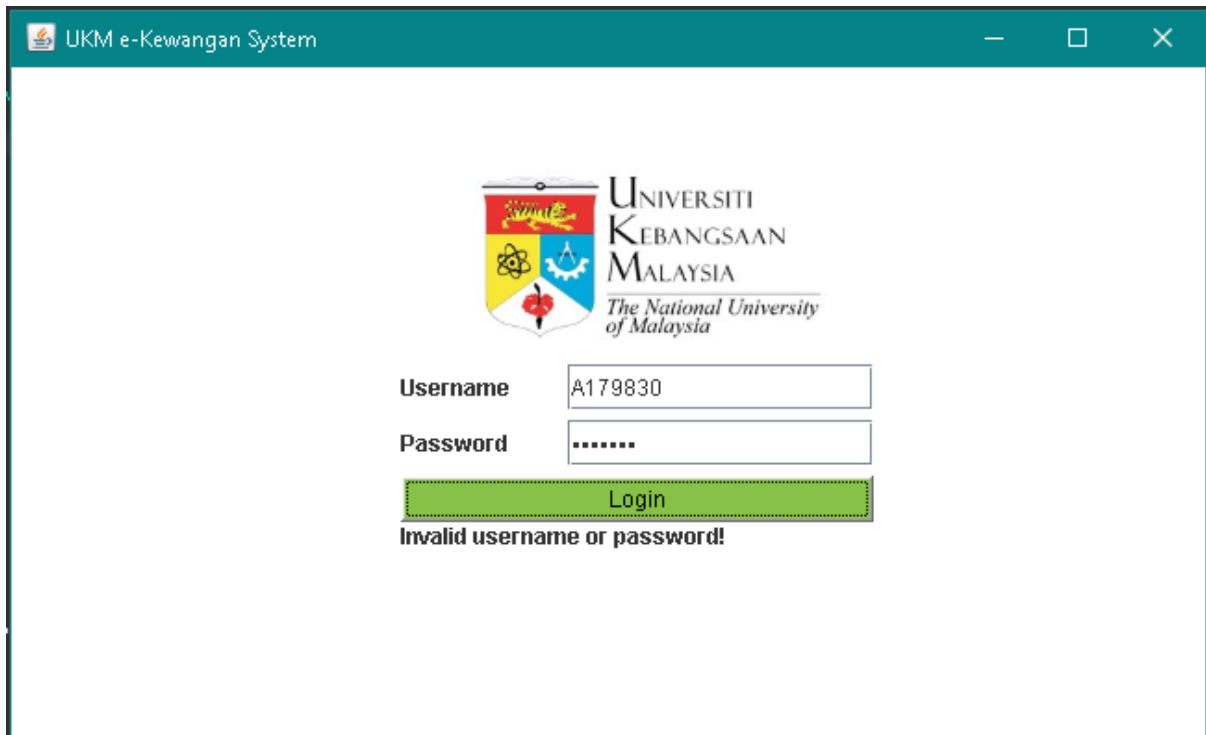 UKM e-Kewangan System
UNIVERSITI
KEBANGSAAN
MALAYSIA
The National University
of Malaysia
Username A179830
Password •••••••
Login
Invalid username or password!